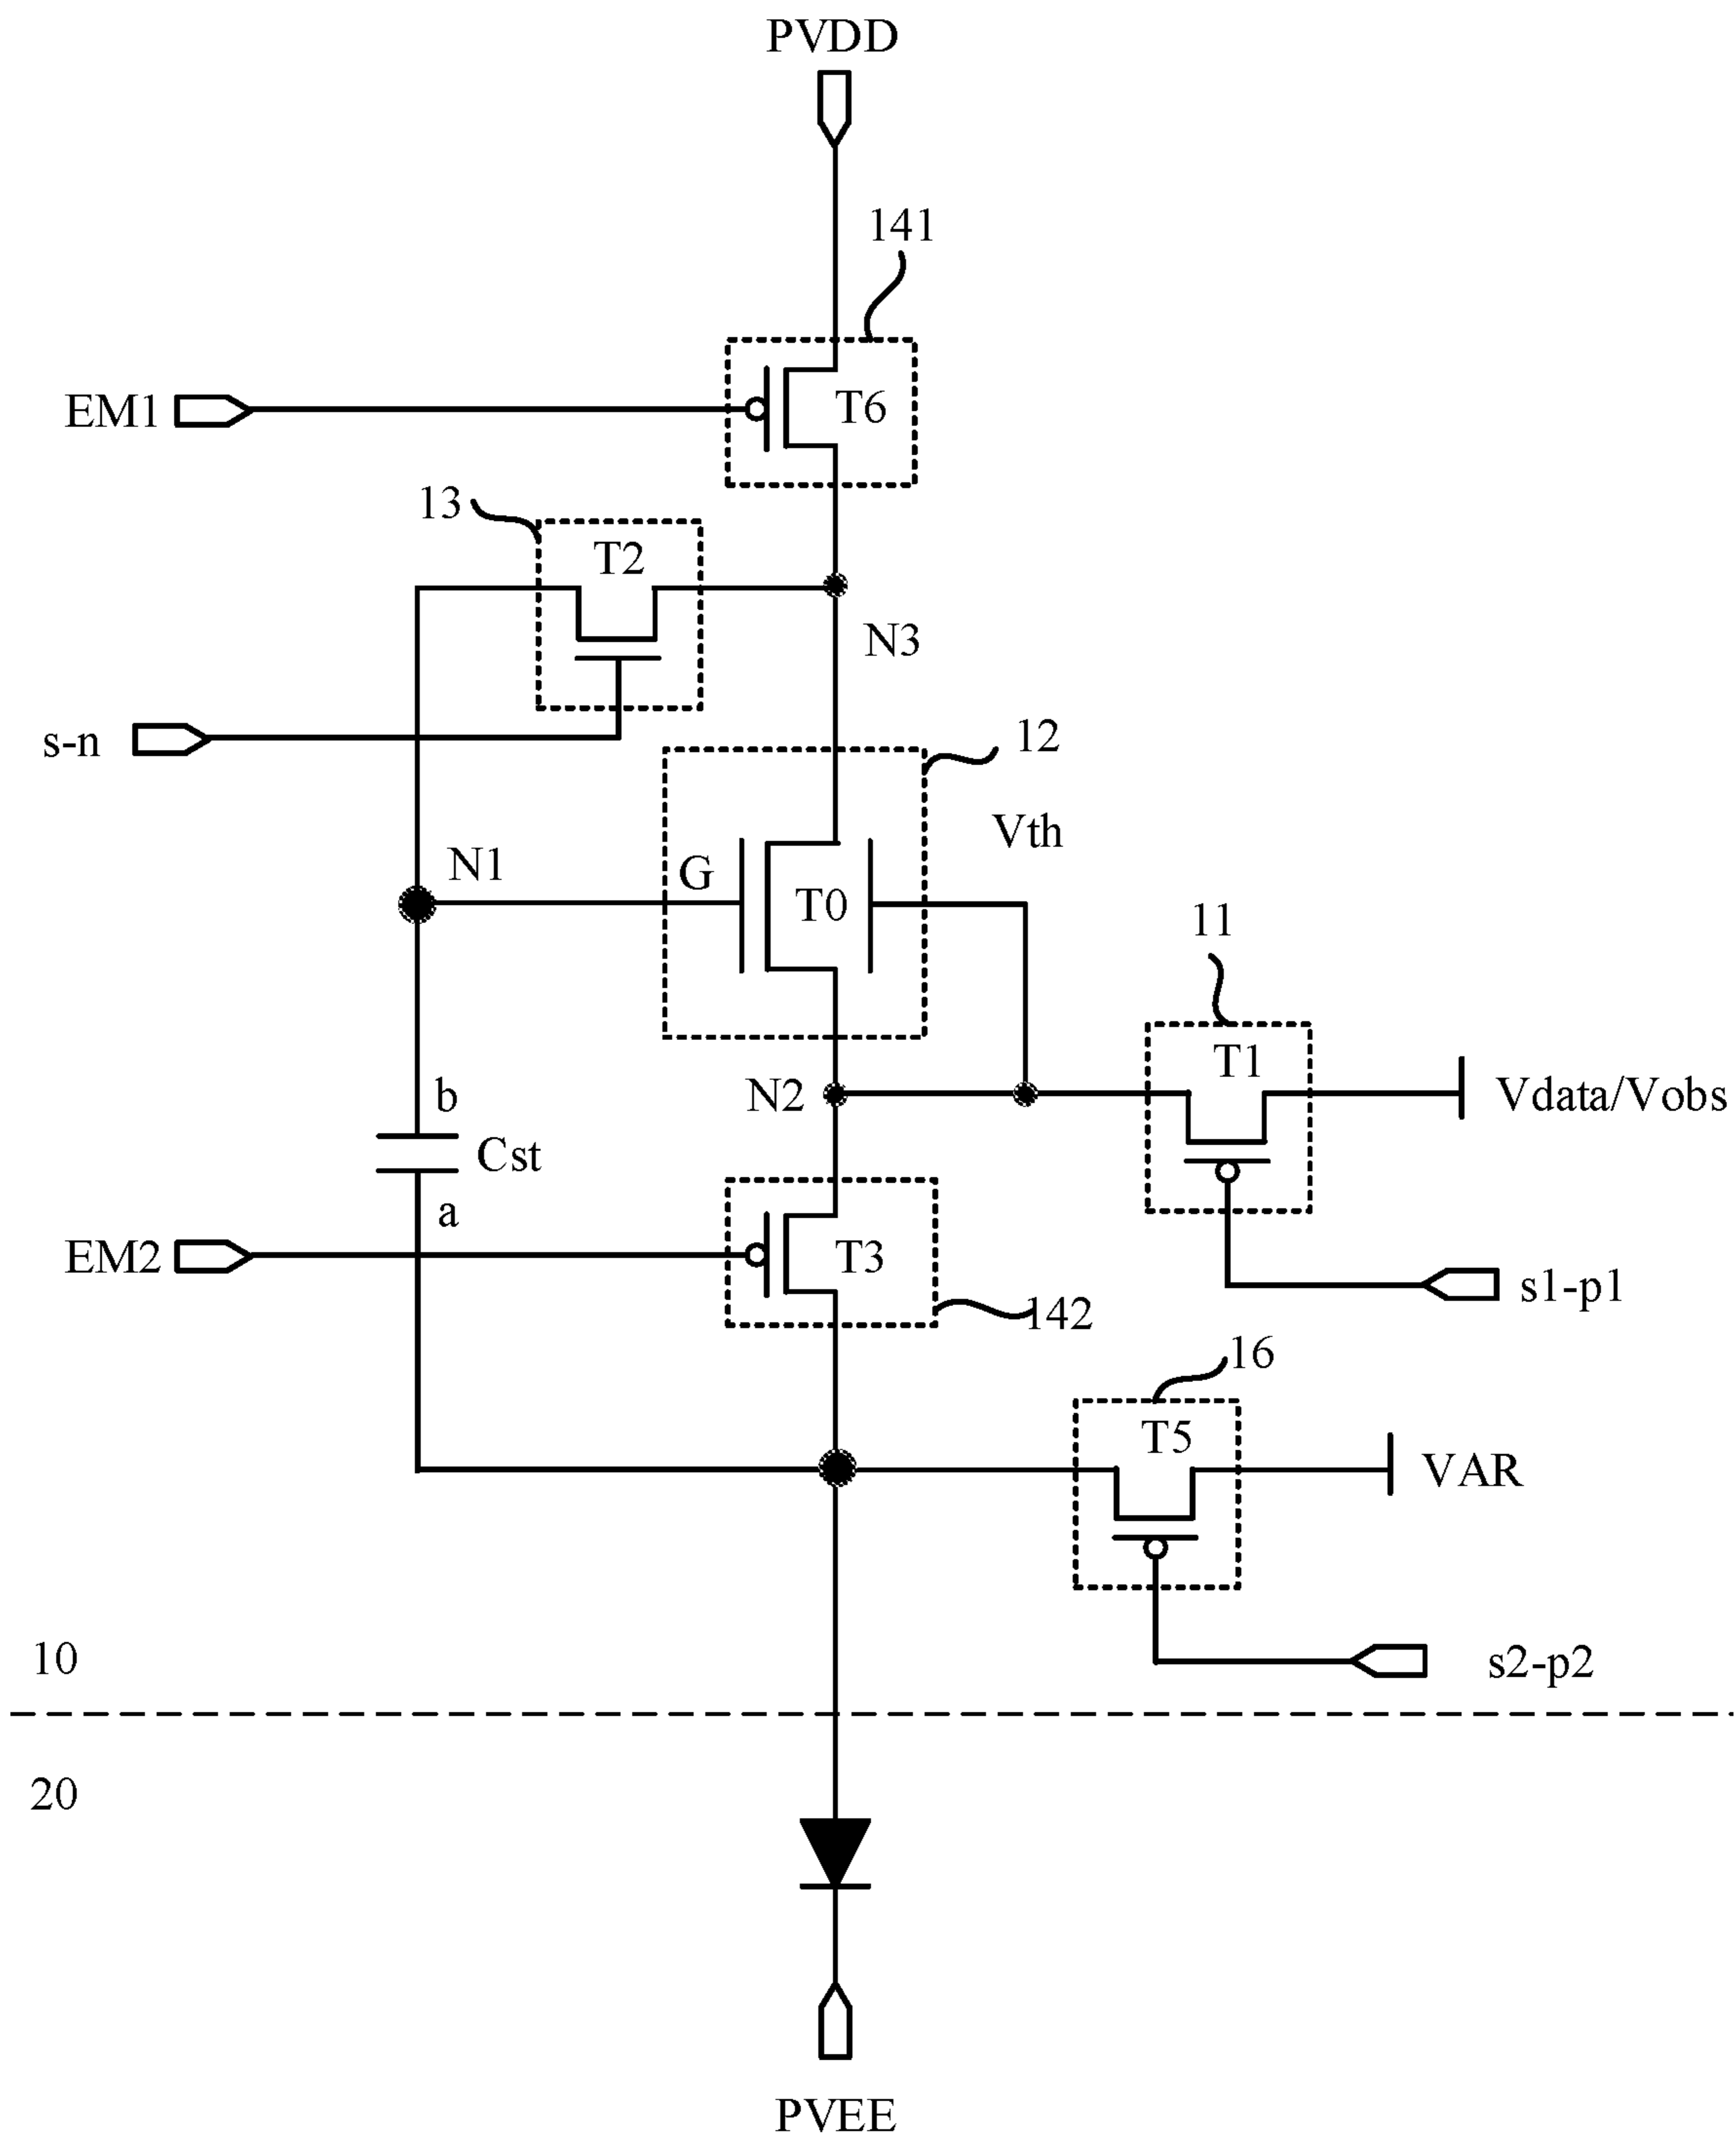 PVDD
141
EM1
T6
13
T2
N3
s-n
12
Vth
N1
G
T0
11
T1
N2
Vdata/Vobs
b
Cst
a
EM2
T3
s1-p1
142
16
T5
VAR
10
s2-p2
20
PVEE